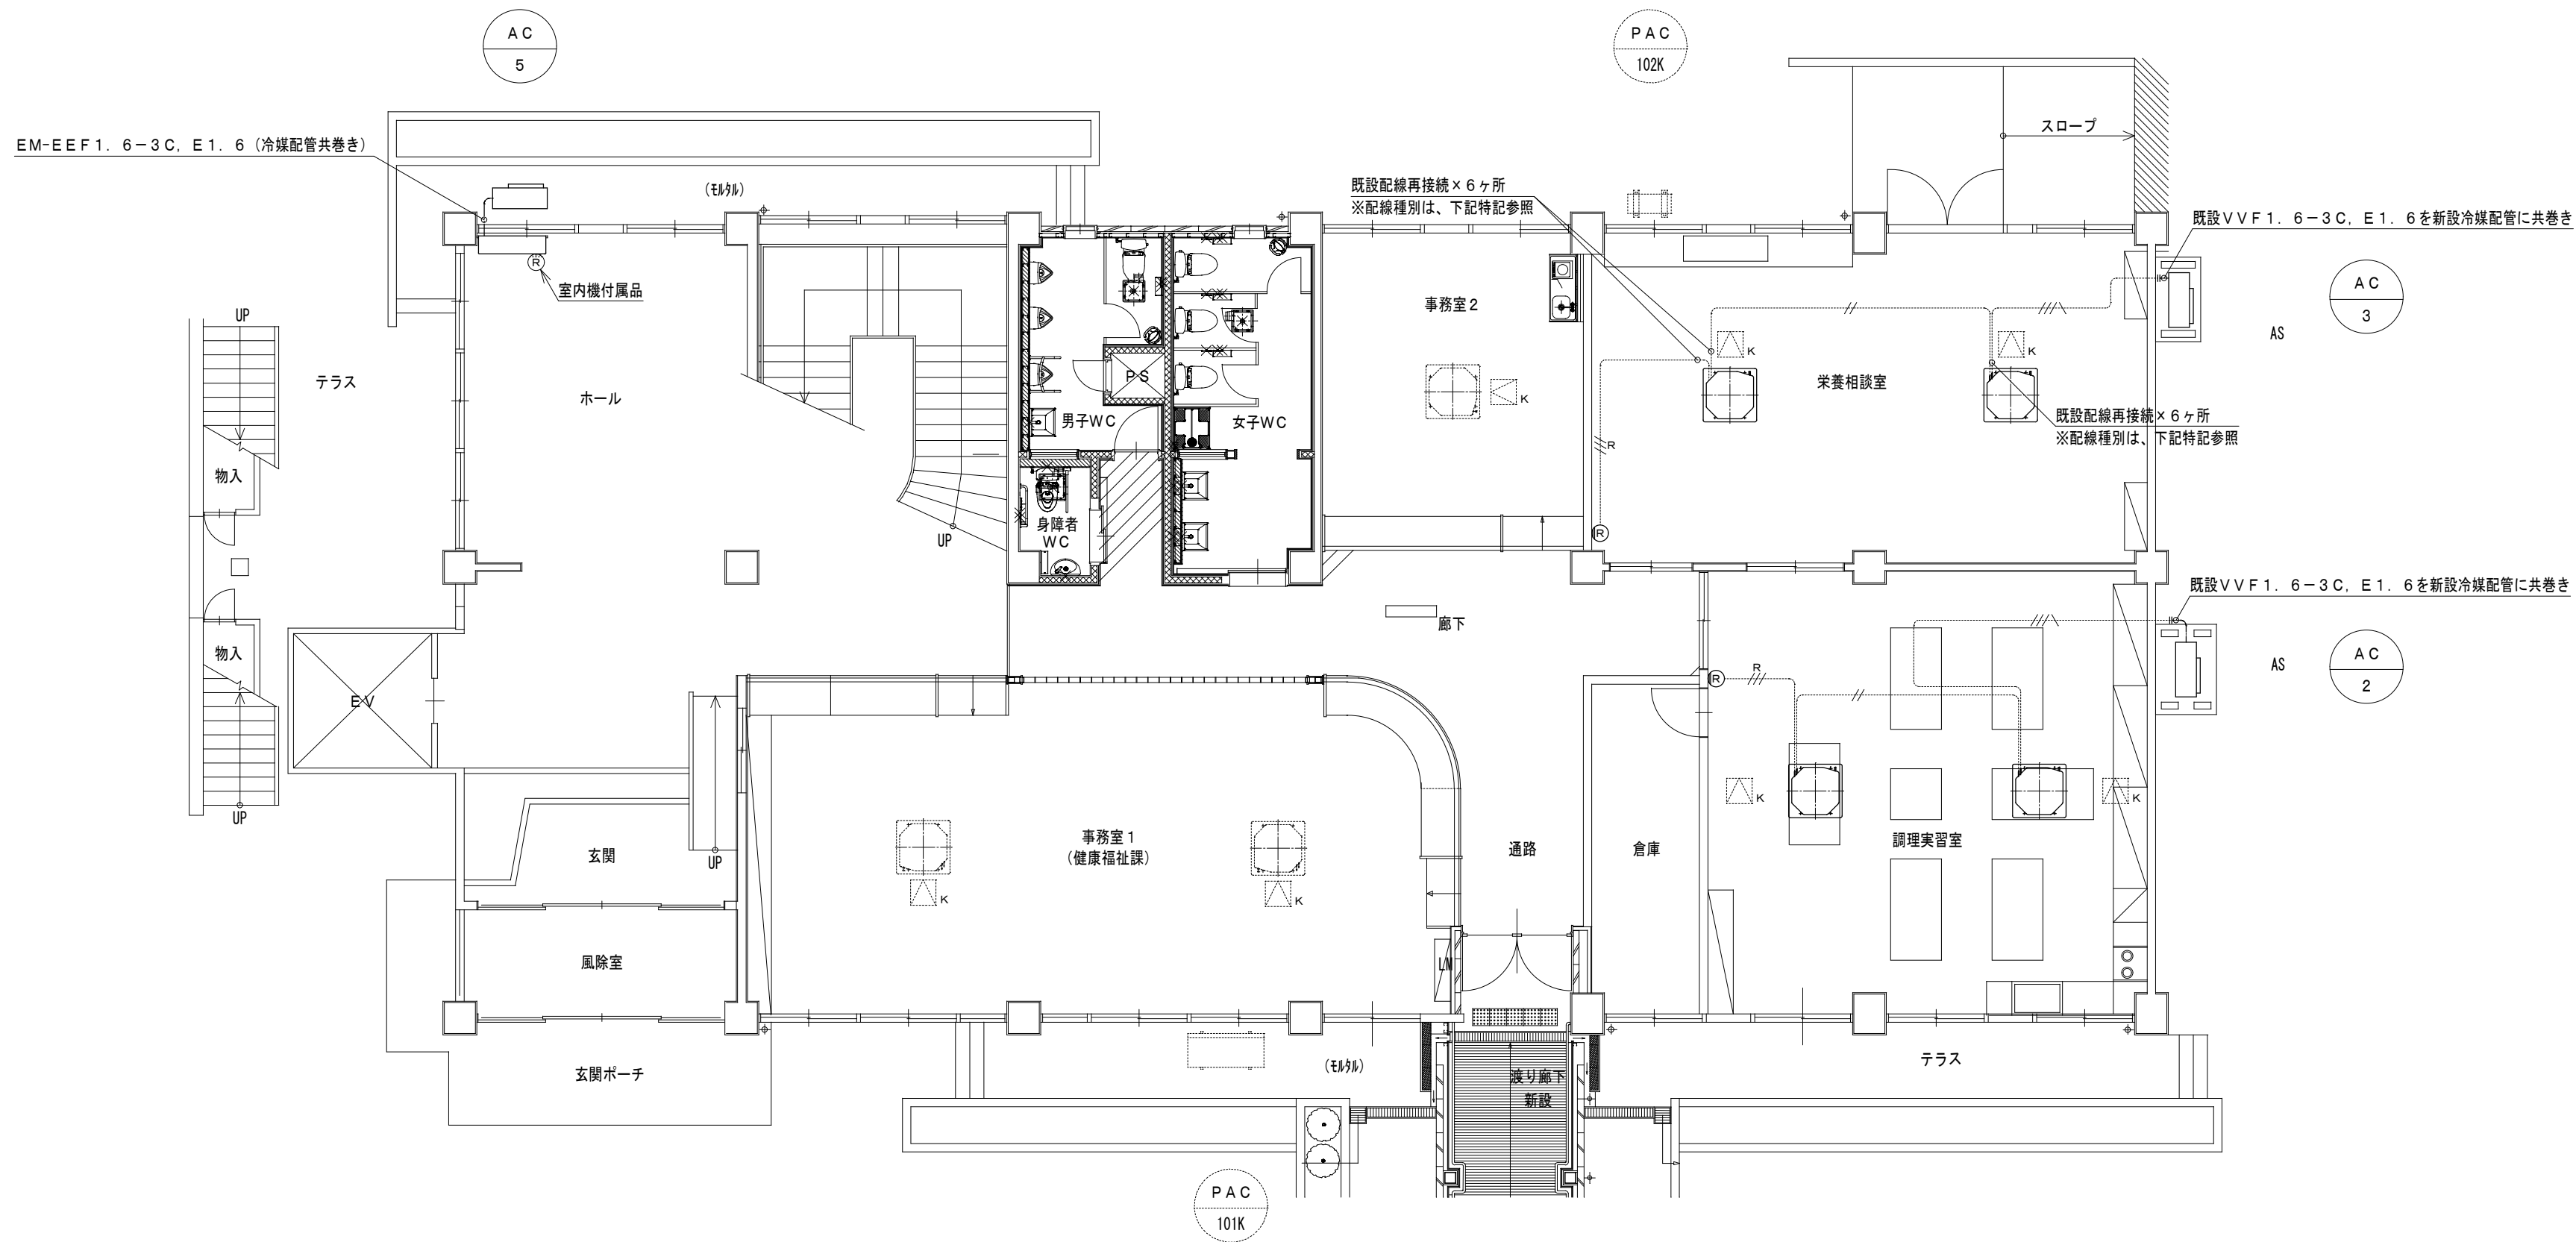 AC
5
PAC
102K
スロープ
EM-EEF1.6-3C, E1.6 (冷媒配管共巻き)
(モルタル)
既設配線再接続×6ヶ所
※配線種別は、下記特記参照
既設VVF1.6-3C, E1.6を新設冷媒配管に共巻き
R
室内機付属品
AC
3
AS
UP
事務室2
K
K
K
テラス
ホール
PS
栄養相談室
男子WC
女子WC
既設配線再接続×6ヶ所
※配線種別は、下記特記参照
R
物入
身障者
WC
UP
R
既設VVF1.6-3C, E1.6を新設冷媒配管に共巻き
廊下
物入
AS
AC
2
R
R
EV
K
K
UP
事務室1
(健康福祉課)
通路
倉庫
調理実習室
玄関
UP
K
K
風除室
LM
テラス
玄関ポーチ
(モルタル)
渡り廊下
新設
PAC
101K